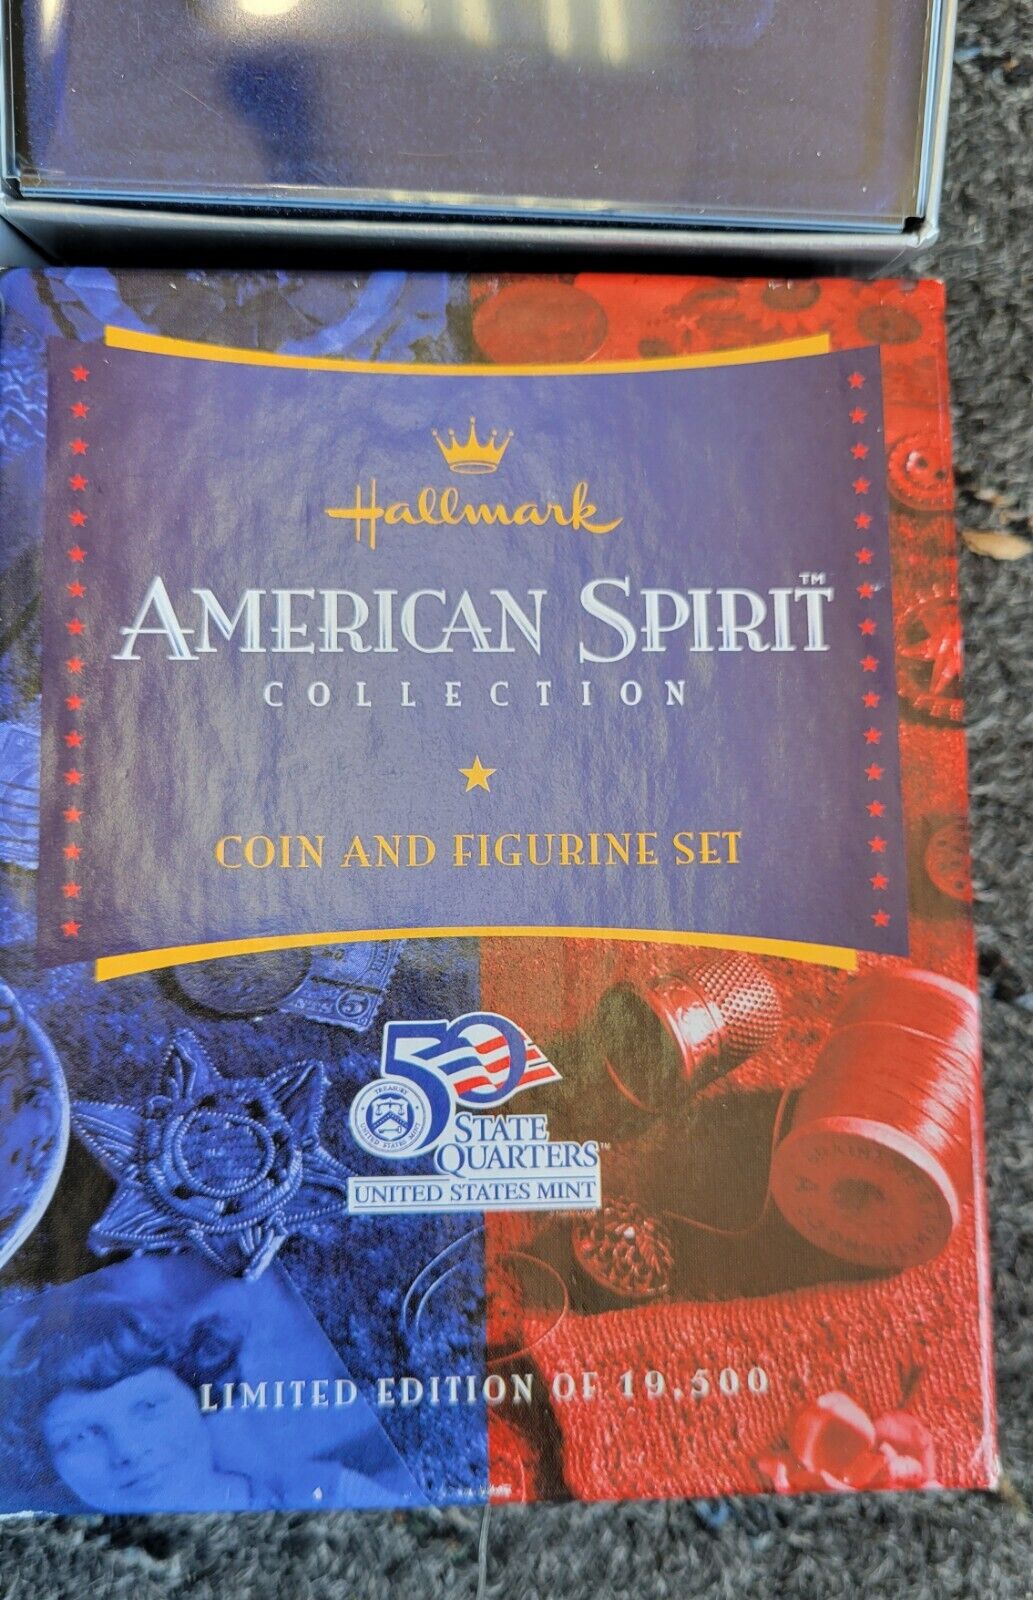 Hallmark
AMERICAN SPIRIT™
COLLECTION
COIN AND FIGURINE SET
50
STATE
QUARTERS™
UNITED STATES MINT
LIMITED EDITION OF 19,500